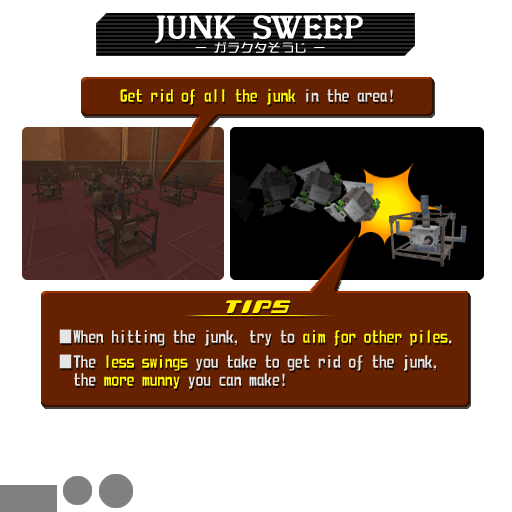 JUNK SWEEP
— ガラクタそうじ —
Get rid of all the junk in the area!
TIPS
■When hitting the junk, try to aim for other piles.
■The less swings you take to get rid of the junk,
the more munny you can make!